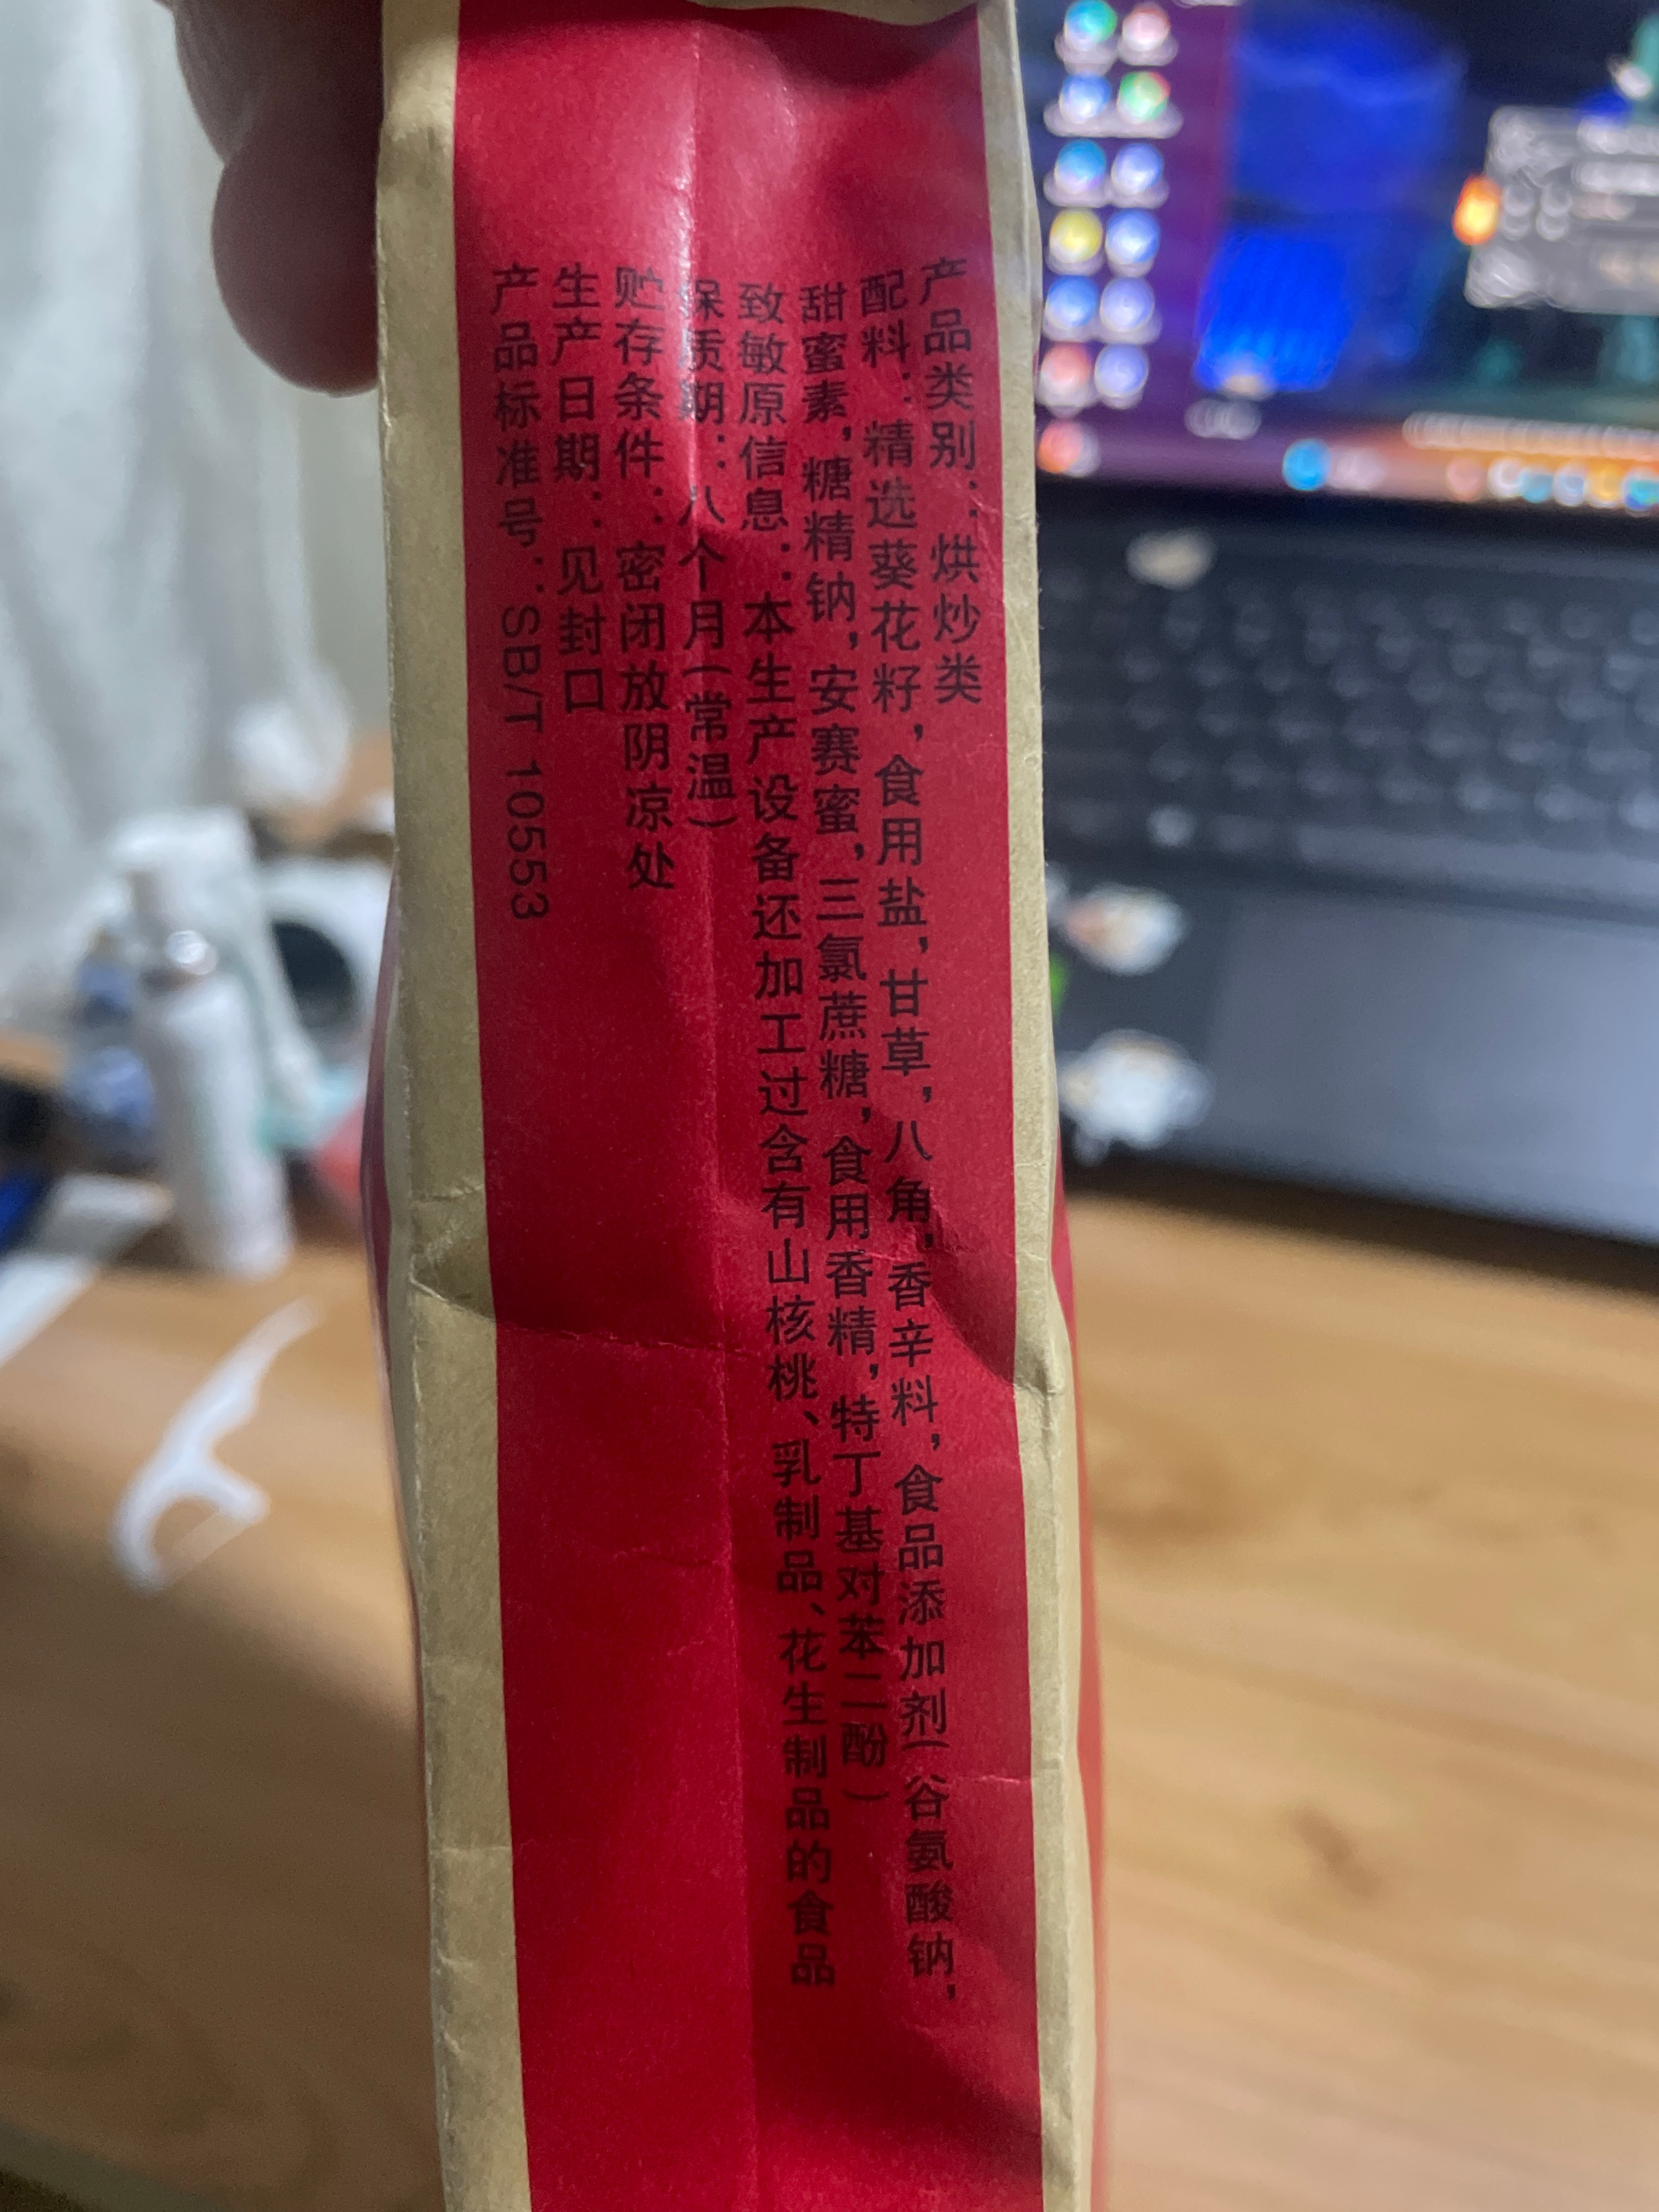 产品类别：烘炒类
配料：精选葵花籽，食用盐，甘草，八角，香辛料，食品添加剂（谷氨酸钠，
甜蜜素，糖精钠，安赛蜜，三氯蔗糖，食用香精，特丁基对苯二酚）
致敏原信息：本生产设备还加工过含有山核桃、乳制品、花生制品的食品
保质期：八个月（常温）
贮存条件：密闭放阴凉处
生产日期：见封口
产品标准号：SB/T 10553